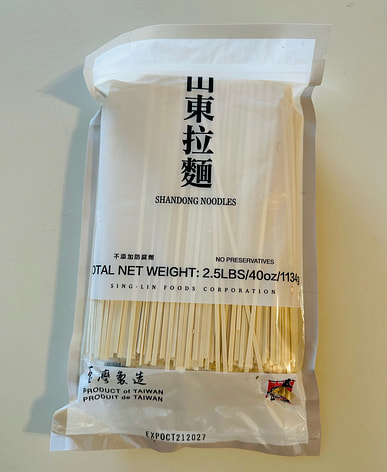 山東拉麵
SHANDONG NOODLES
不添加防腐劑
NO PRESERVATIVES
OTAL NET WEIGHT: 2.5LBS/40oz/1134g
SING-LIN FOODS CORPORATION
臺灣製造
PRODUCT of TAIWAN
PRODUIT de TAIWAN
EXPOCT212027